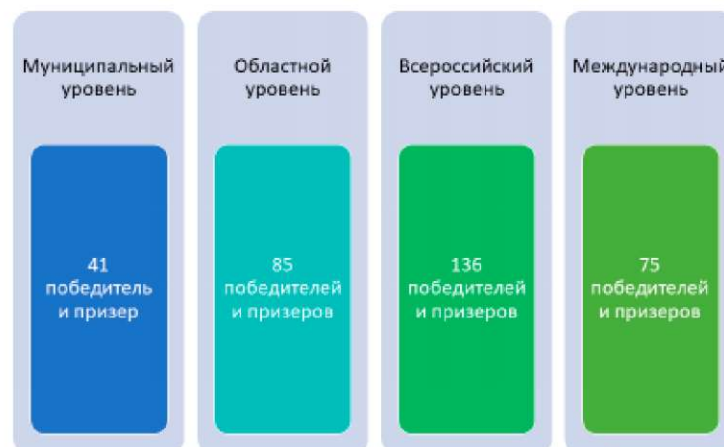 Муниципальный
уровень
41
победитель
и призер
Областной
уровень
85
победителей
и призеров
Всероссийский
уровень
136
победителей
и призеров
Международный
уровень
75
победителей
и призеров